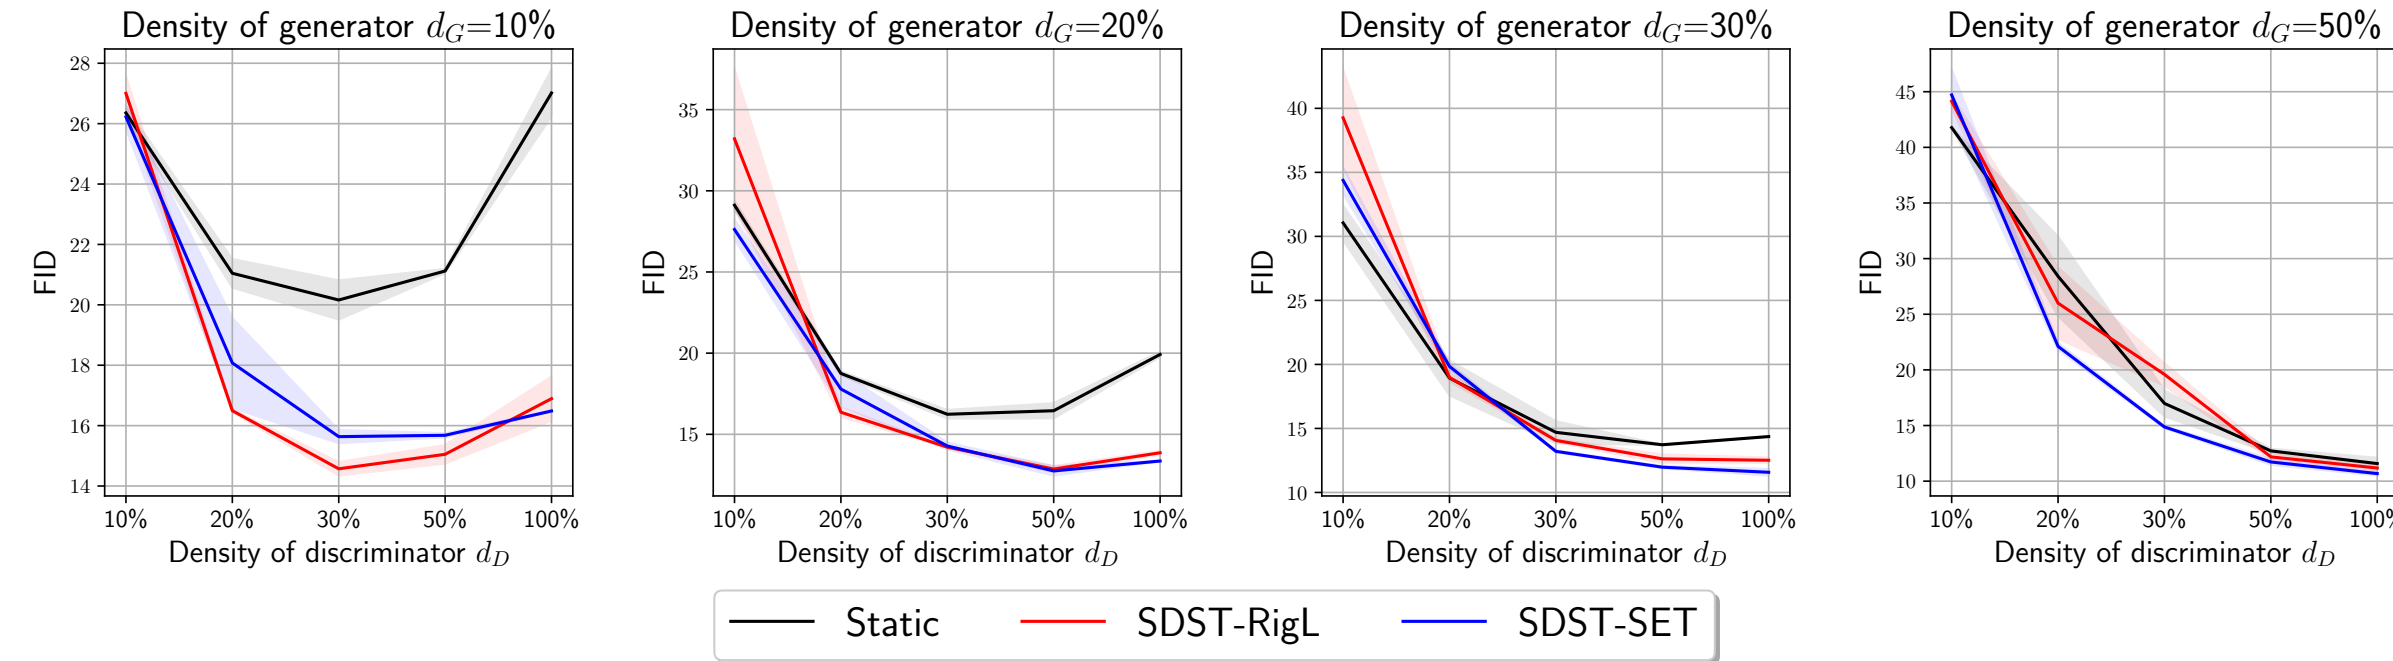 Density of generator d_G=10%
28
26
24
22
20
18
16
14
FID
10% 20% 30% 50% 100%
Density of discriminator d_D
Density of generator d_G=20%
35
30
25
20
15
FID
10% 20% 30% 50% 100%
Density of discriminator d_D
Density of generator d_G=30%
40
35
30
25
20
15
10
FID
10% 20% 30% 50% 100%
Density of discriminator d_D
Density of generator d_G=50%
45
40
35
30
25
20
15
10
FID
10% 20% 30% 50% 100%
Density of discriminator d_D
Static SDST-RigL SDST-SET